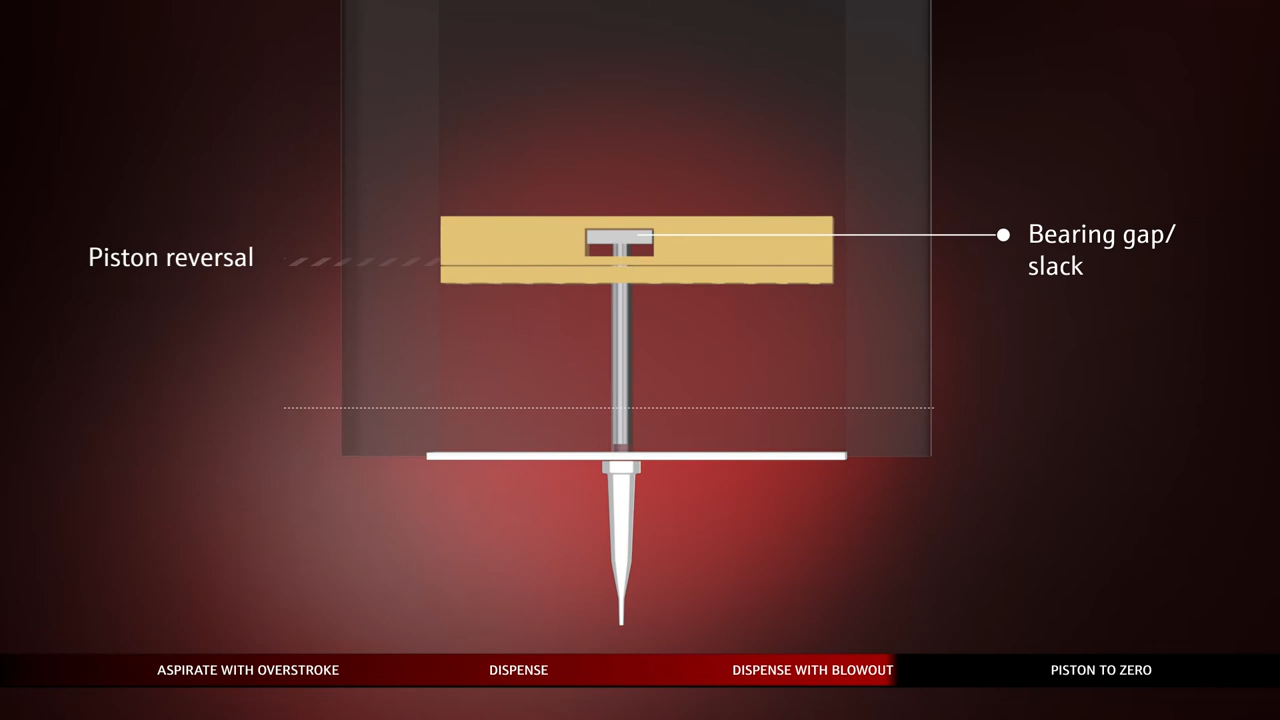 Piston reversal
Bearing gap/
slack
ASPIRATE WITH OVERSTROKE
DISPENSE
DISPENSE WITH BLOWOUT
PISTON TO ZERO